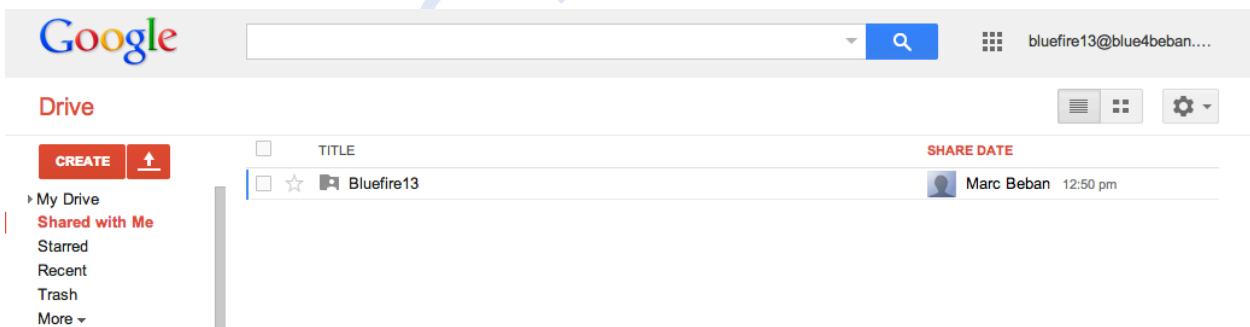 Google
bluefire13@blue4beban....
Drive
CREATE
TITLE SHARE DATE
Bluefire13 Marc Beban 12:50 pm
My Drive
Shared with Me
Starred
Recent
Trash
More